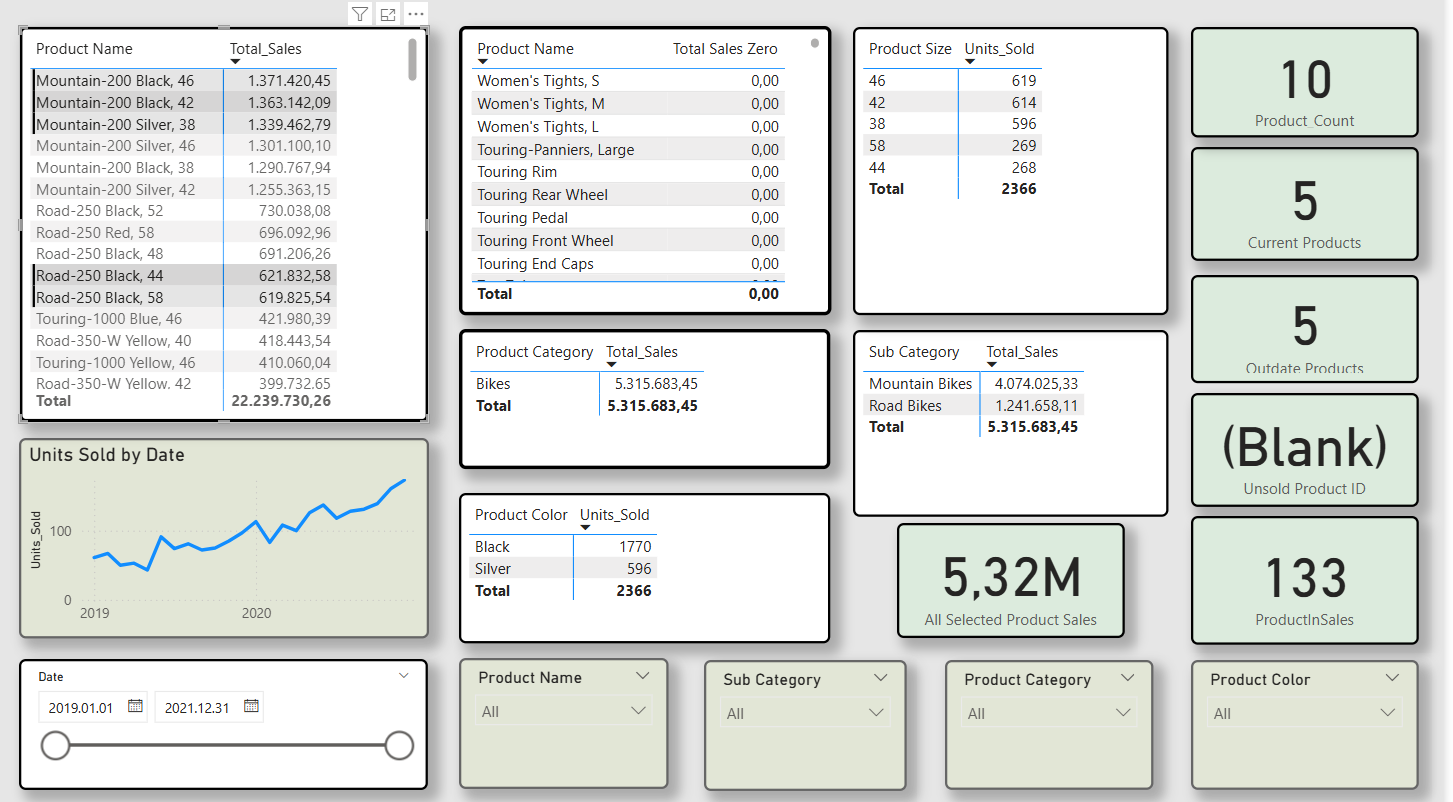 Product Name Total_Sales
Mountain-200 Black, 46 1.371.420,45
Mountain-200 Black, 42 1.363.142,09
Mountain-200 Silver, 38 1.339.462,79
Mountain-200 Silver, 46 1.301.100,10
Mountain-200 Black, 38 1.290.767,94
Mountain-200 Silver, 42 1.255.363,15
Road-250 Black, 52 730.038,08
Road-250 Red, 58 696.092,96
Road-250 Black, 48 691.206,26
Road-250 Black, 44 621.832,58
Road-250 Black, 58 619.825,54
Touring-1000 Blue, 46 421.980,39
Road-350-W Yellow, 40 418.443,54
Touring-1000 Yellow, 46 410.060,04
Road-350-W Yellow, 42 399.732,65
Total 22.239.730,26
Product Name Total Sales Zero
Women's Tights, S 0,00
Women's Tights, M 0,00
Women's Tights, L 0,00
Touring-Panniers, Large 0,00
Touring Rim 0,00
Touring Rear Wheel 0,00
Touring Pedal 0,00
Touring Front Wheel 0,00
Touring End Caps 0,00
Total 0,00
Product Size Units_Sold
46 619
42 614
38 596
58 269
44 268
Total 2366
10
Product_Count
5
Current Products
5
Outdate Products
(Blank)
Unsold Product ID
133
ProductInSales
Product Category Total_Sales
Bikes 5.315.683,45
Total 5.315.683,45
Sub Category Total_Sales
Mountain Bikes 4.074.025,33
Road Bikes 1.241.658,11
Total 5.315.683,45
Units Sold by Date
Units_Sold
100
0
2019 2020
Product Color Units_Sold
Black 1770
Silver 596
Total 2366
5,32M
All Selected Product Sales
Date
2019.01.01 2021.12.31
Product Name
All
Sub Category
All
Product Category
All
Product Color
All